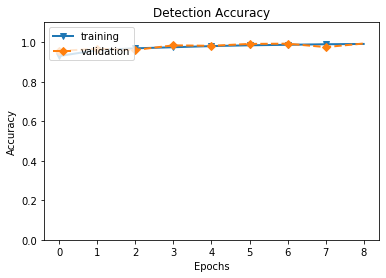 Detection Accuracy
training
valdation
Accuracy
1.0
0.8
0.6
0.4
0.2
0.0
0 1 2 3 4 5 6 7 8
Epochs